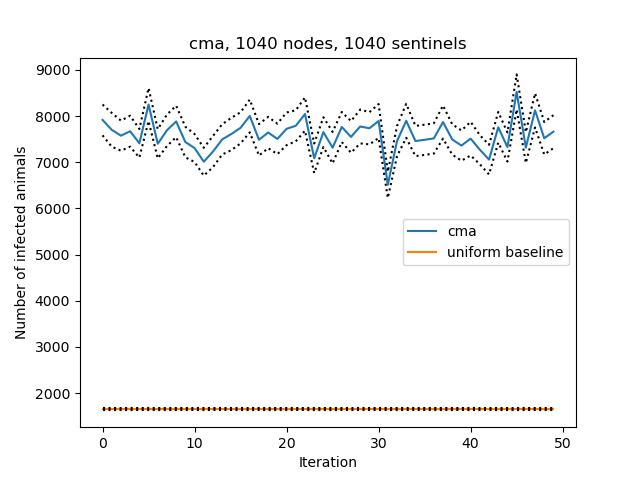 cma, 1040 nodes, 1040 sentinels
9000
8000
7000
6000
5000
4000
3000
2000
Number of infected animals
cma
uniform baseline
0 10 20 30 40 50
Iteration